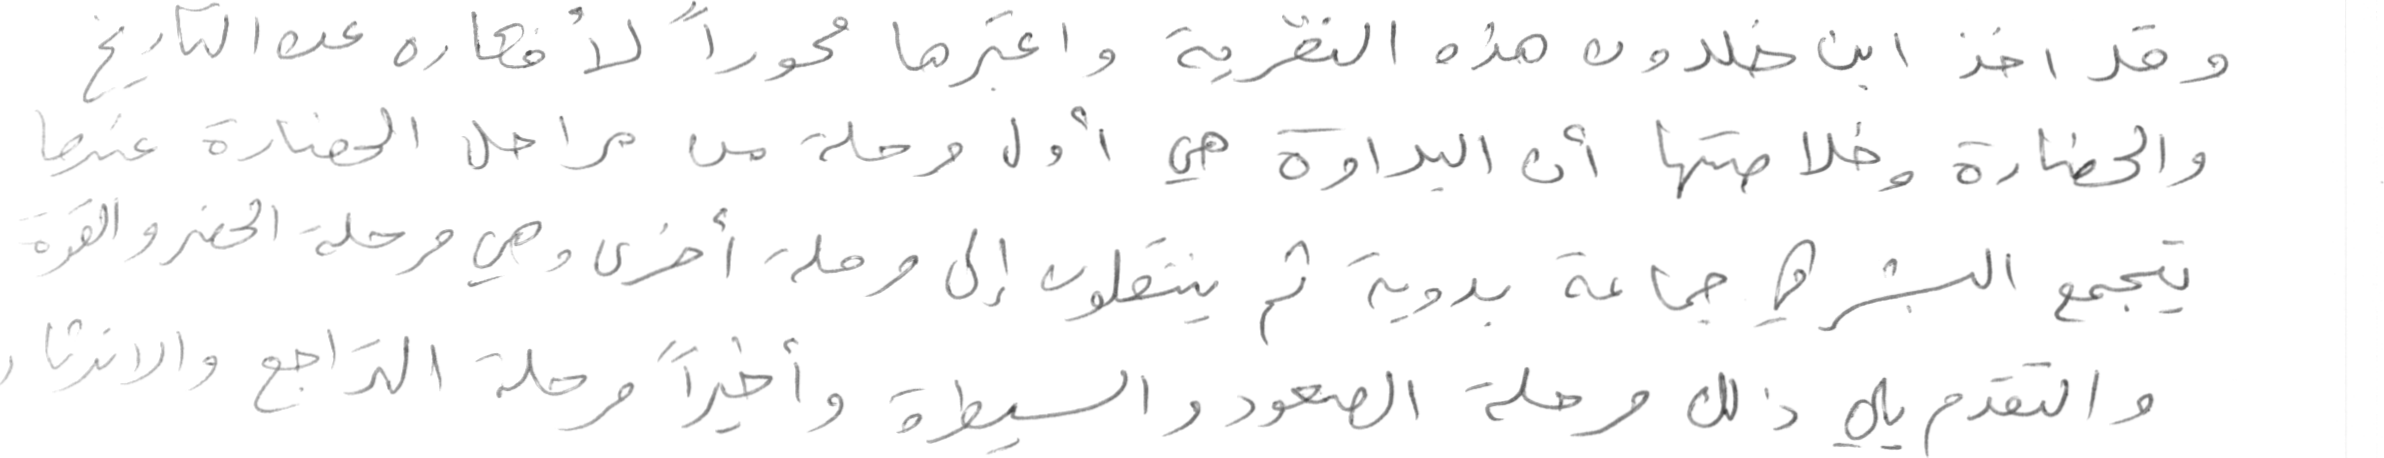 وقد اخذ ابن خلدون هذه النظرية واعتبرها محوراً لأفكاره عن التاريخ
والحضارة وخلاصتها أن البداوة هي أول مرحلة من مراحل الحضارة عندما
يتجمع البشر في جماعة بدوية ثم ينتقلون إلى مرحلة أخرى وهي مرحلة الحضر والقوة
والتقدم يلي ذلك مرحلة الصعود والسيطرة وأخيراً مرحلة التراجع والاندثار